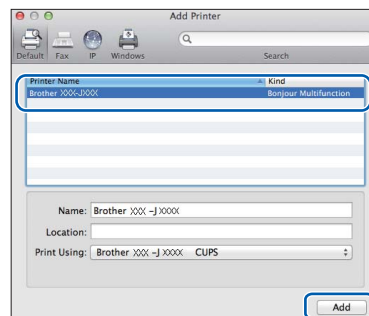 Add Printer
Default Fax IP Windows Search
Printer Name Kind
Brother XXX-JXXX Bonjour Multifunction
Name: Brother XXX -J XXXX
Location:
Print Using: Brother XXX -J XXXX CUPS
Add